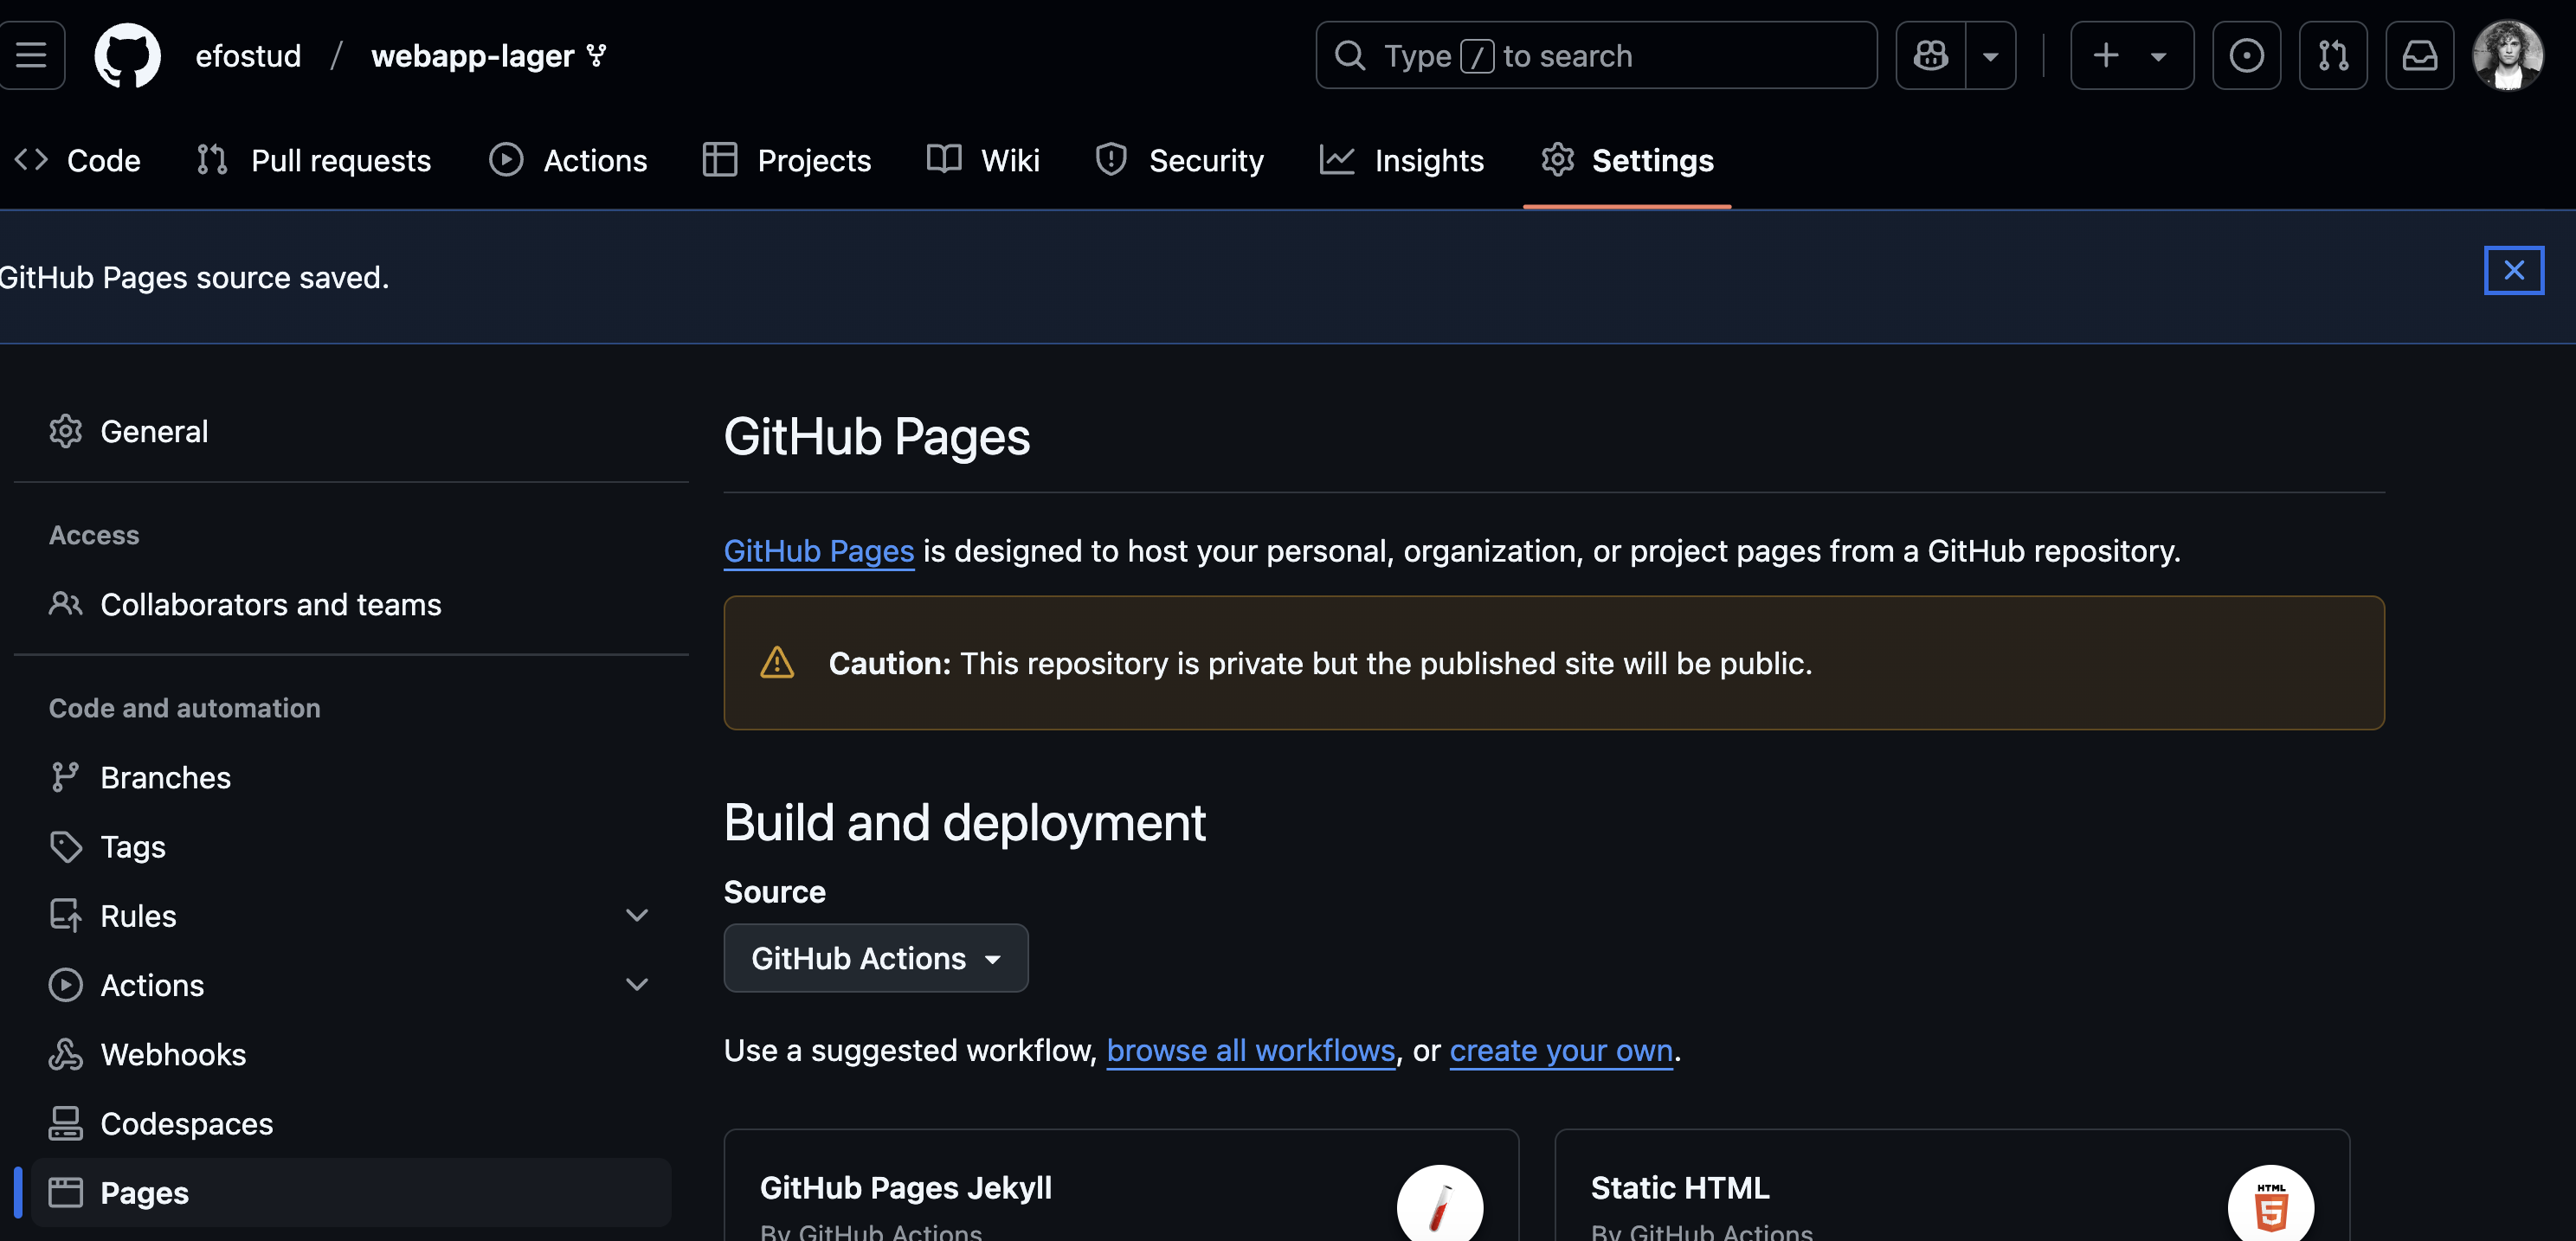 efostud / webapp-lager
Type / to search
Code
Pull requests
Actions
Projects
Wiki
Security
Insights
Settings
GitHub Pages source saved.
General
Access
Collaborators and teams
Code and automation
Branches
Tags
Rules
Actions
Webhooks
Codespaces
Pages
GitHub Pages
GitHub Pages is designed to host your personal, organization, or project pages from a GitHub repository.
Caution: This repository is private but the published site will be public.
Build and deployment
Source
GitHub Actions
Use a suggested workflow, browse all workflows, or create your own.
GitHub Pages Jekyll
By GitHub Actions
Static HTML
By GitHub Actions
HTML
5